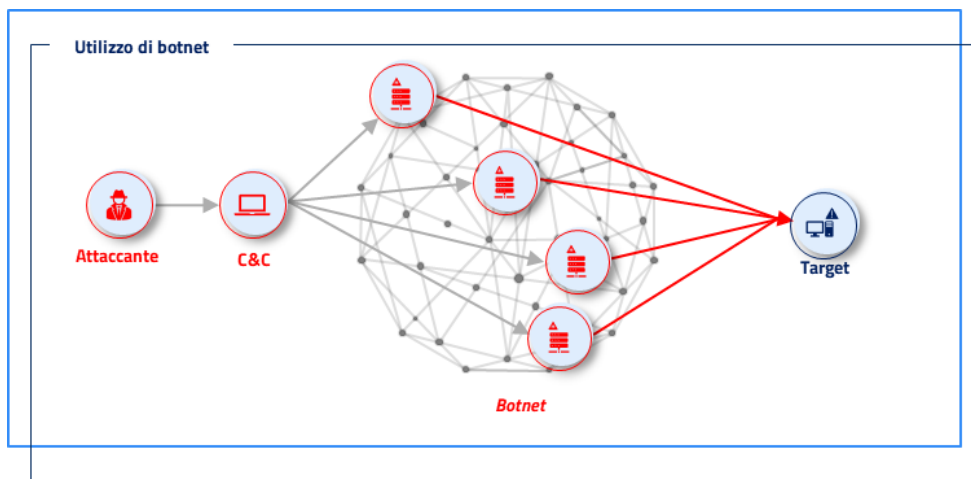 Utilizzo di botnet
Attaccante
C&C
Target
Botnet